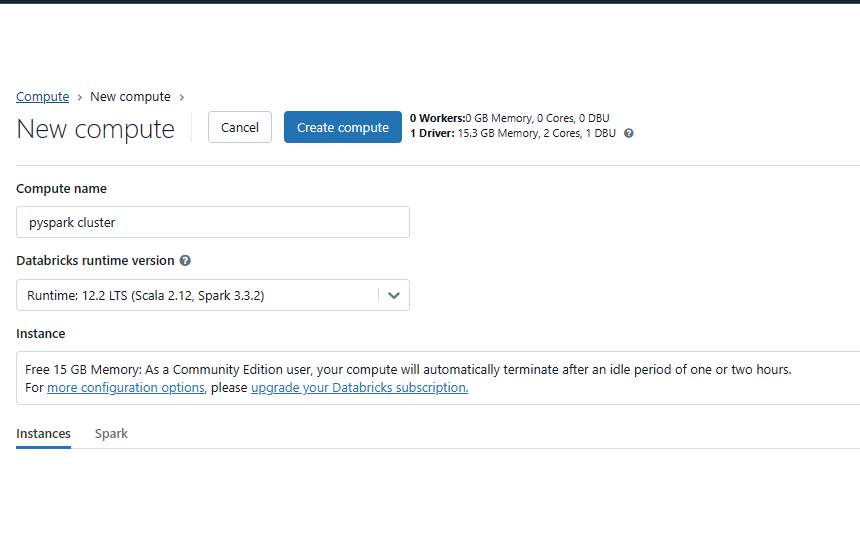 Compute › New compute ›
New compute
Cancel
Create compute
0 Workers:0 GB Memory, 0 Cores, 0 DBU
1 Driver: 15.3 GB Memory, 2 Cores, 1 DBU ?
Compute name
pyspark cluster
Databricks runtime version ?
Runtime: 12.2 LTS (Scala 2.12, Spark 3.3.2)
Instance
Free 15 GB Memory: As a Community Edition user, your compute will automatically terminate after an idle period of one or two hours.
For more configuration options, please upgrade your Databricks subscription.
Instances Spark